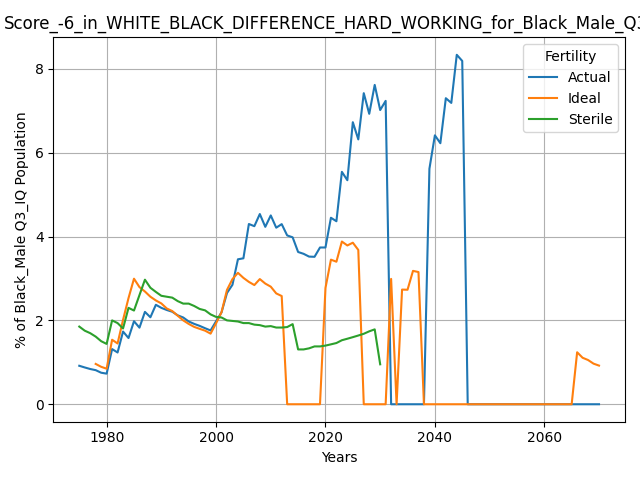 Score_-6_in_WHITE_BLACK_DIFFERENCE_HARD_WORKING_for_Black_Male_Q3
Fertility
Actual
Ideal
Sterile
% of Black_Male Q3_IQ Population
8
6
4
2
0
1980 2000 2020 2040 2060
Years